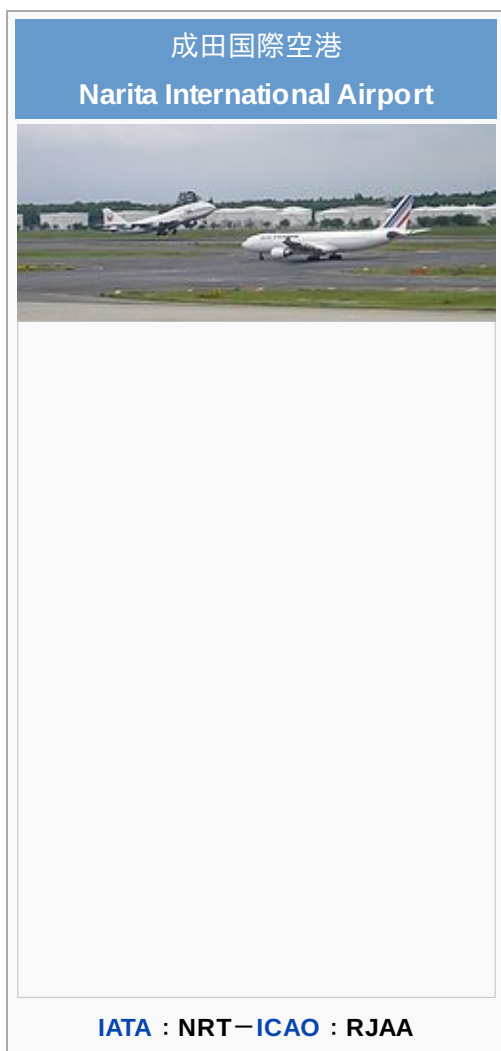 成田国際空港
Narita International Airport
IATA：NRT－ICAO：RJAA